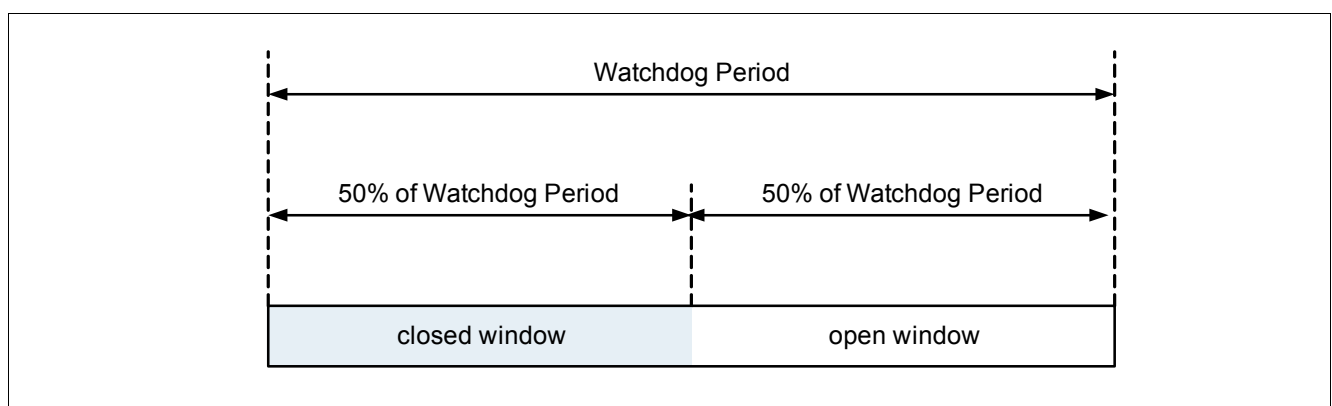 Watchdog Period
50% of Watchdog Period 50% of Watchdog Period
closed window open window